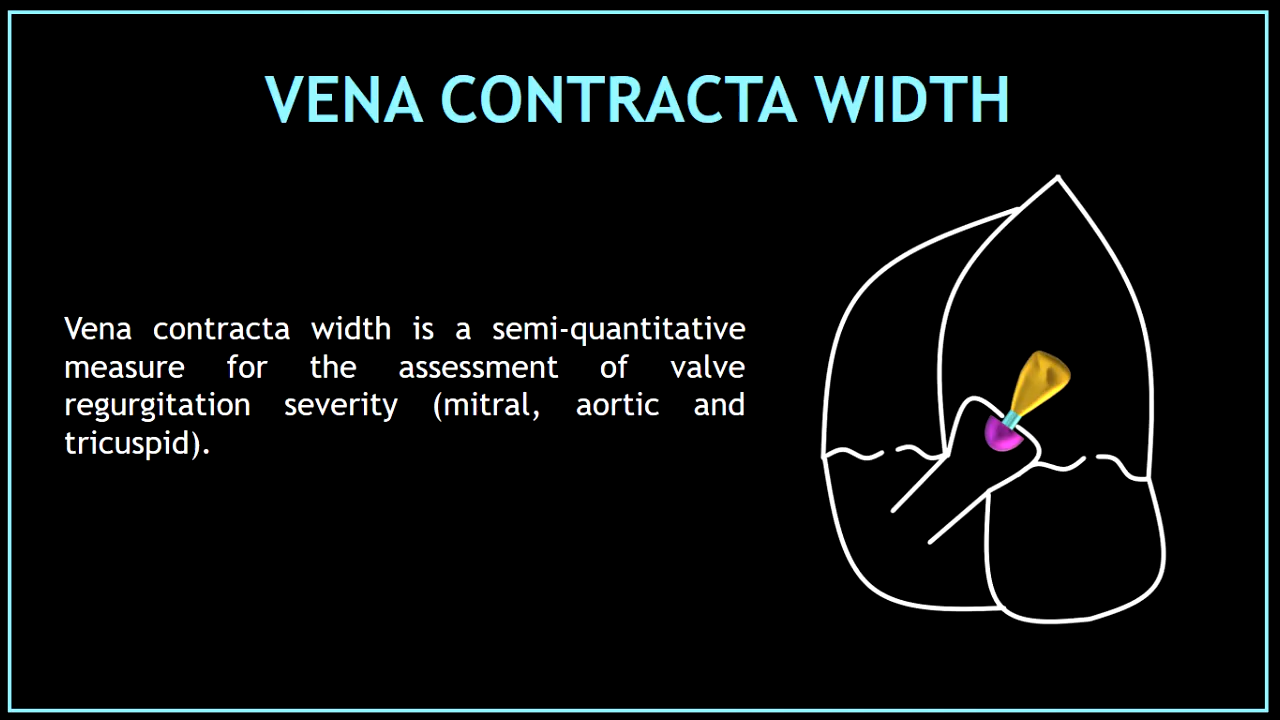 VENA CONTRACTA WIDTH
Vena contracta width is a semi-quantitative
measure for the assessment of valve
regurgitation severity (mitral, aortic and
tricuspid).